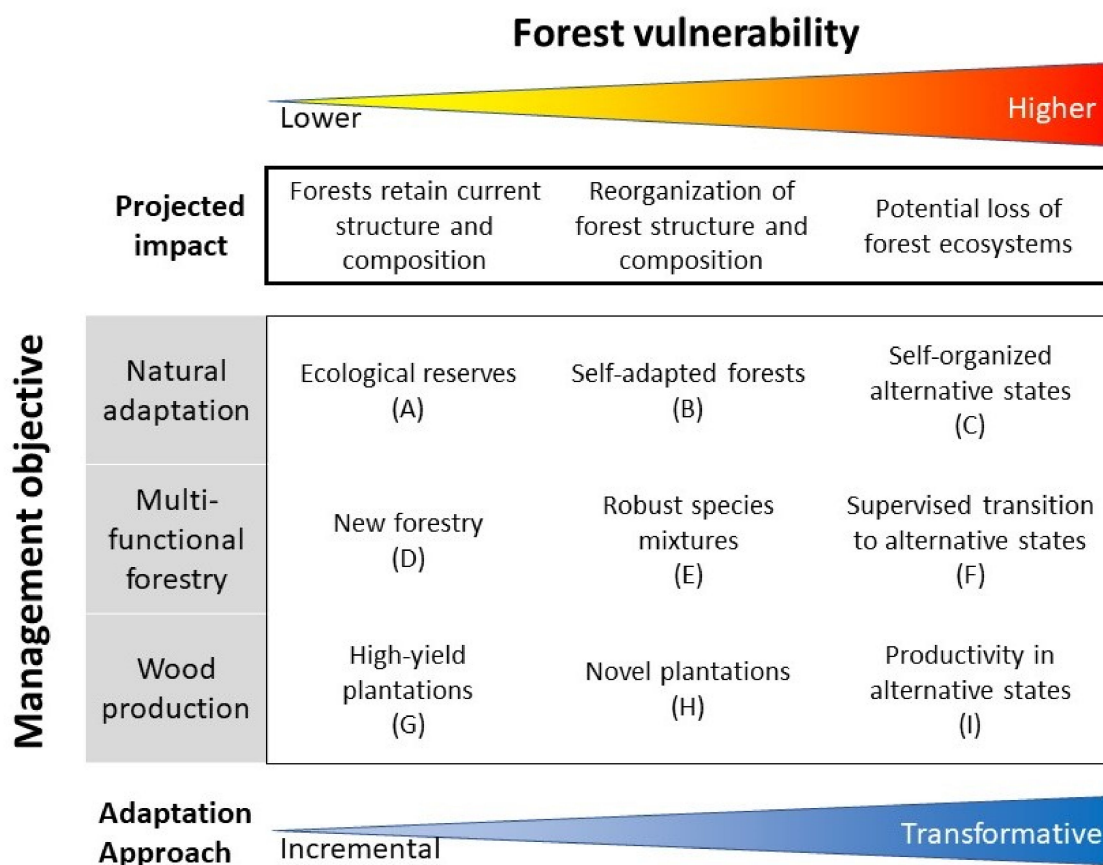 Forest vulnerability
Lower
Higher
Projected
impact
Forests retain current
structure and
composition
Reorganization of
forest structure and
composition
Potential loss of
forest ecosystems
Management objective
Natural
adaptation
Ecological reserves
(A)
Self-adapted forests
(B)
Self-organized
alternative states
(C)
Multi-
functional
forestry
New forestry
(D)
Robust species
mixtures
(E)
Supervised transition
to alternative states
(F)
Wood
production
High-yield
plantations
(G)
Novel plantations
(H)
Productivity in
alternative states
(I)
Adaptation
Approach
Incremental
Transformative